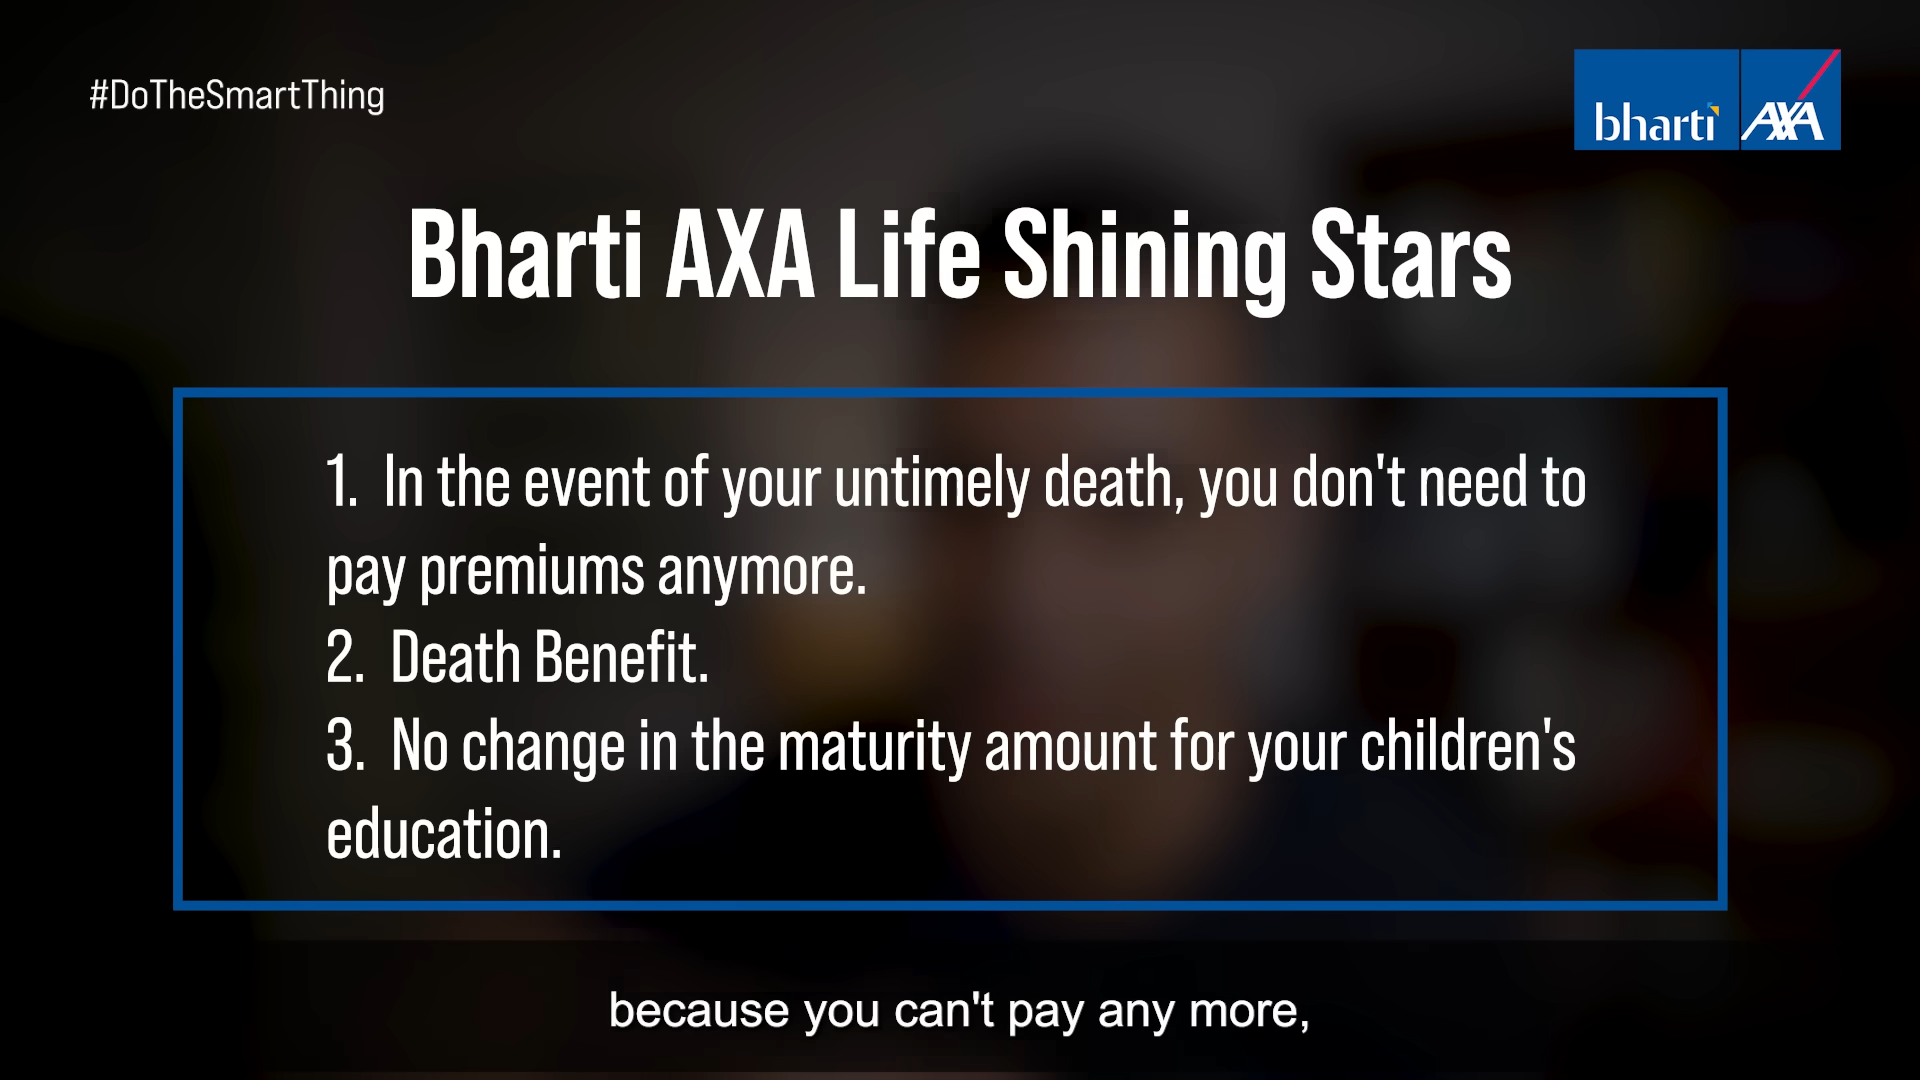 #DoTheSmartThing
bharti AXA
Bharti AXA Life Shining Stars
1. In the event of your untimely death, you don't need to
pay premiums anymore.
2. Death Benefit.
3. No change in the maturity amount for your children's
education.
because you can't pay any more,